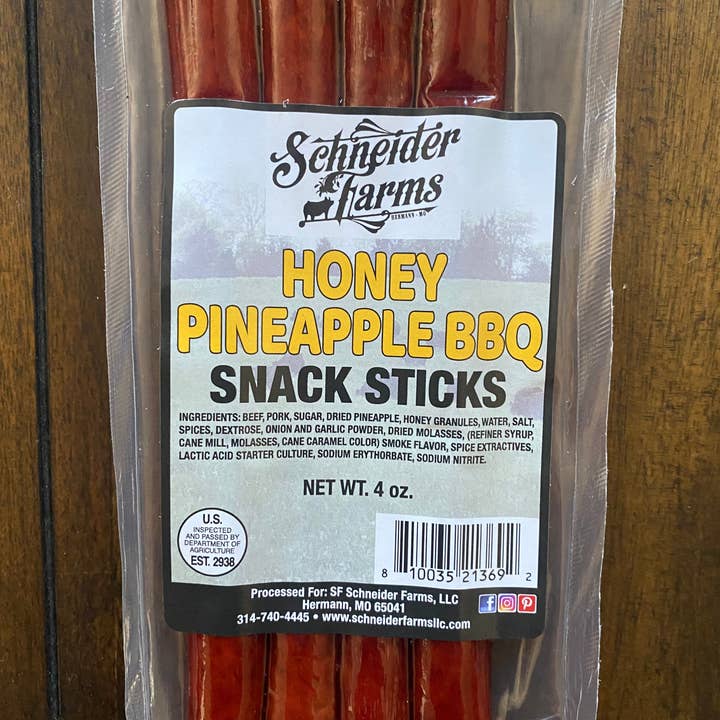 Schneider
Farms
HERMANN - MO
HONEY
PINEAPPLE BBQ
SNACK STICKS
INGREDIENTS: BEEF, PORK, SUGAR, DRIED PINEAPPLE, HONEY GRANULES, WATER, SALT,
SPICES, DEXTROSE, ONION AND GARLIC POWDER, DRIED MOLASSES, (REFINER SYRUP,
CANE MILL, MOLASSES, CANE CARAMEL COLOR) SMOKE FLAVOR, SPICE EXTRACTIVES,
LACTIC ACID STARTER CULTURE, SODIUM ERYTHORBATE, SODIUM NITRITE.
NET WT. 4 oz.
U.S.
INSPECTED
AND PASSED BY
DEPARTMENT OF
AGRICULTURE
EST. 2938
8 10035 21369 2
Processed For: SF Schneider Farms, LLC
Hermann, MO 65041
314-740-4445 • www.schneiderfarmsllc.com